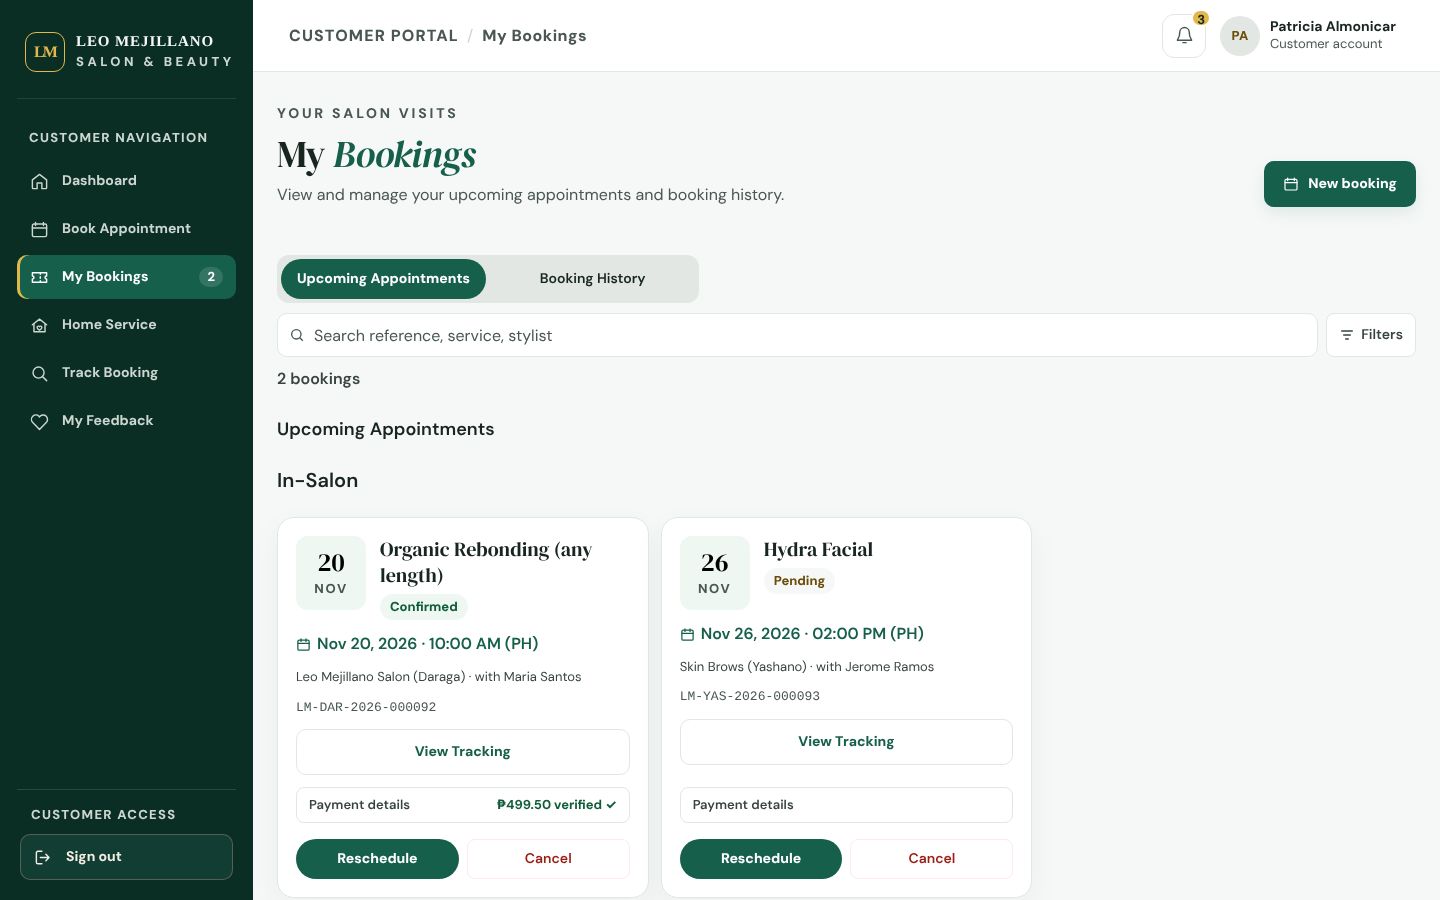 LM
LEO MEJILLANO
SALON & BEAUTY
CUSTOMER NAVIGATION
Dashboard
Book Appointment
My Bookings
2
Home Service
Track Booking
My Feedback
CUSTOMER ACCESS
Sign out
CUSTOMER PORTAL / My Bookings
3
PA
Patricia Almonicar
Customer account
YOUR SALON VISITS
My Bookings
View and manage your upcoming appointments and booking history.
New booking
Upcoming Appointments
Booking History
Search reference, service, stylist
Filters
2 bookings
Upcoming Appointments
In-Salon
20
NOV
Organic Rebonding (any
length)
Confirmed
Nov 20, 2026 · 10:00 AM (PH)
Leo Mejillano Salon (Daraga) · with Maria Santos
LM-DAR-2026-000092
View Tracking
Payment details
₱499.50 verified ✓
Reschedule
Cancel
26
NOV
Hydra Facial
Pending
Nov 26, 2026 · 02:00 PM (PH)
Skin Brows (Yashano) · with Jerome Ramos
LM-YAS-2026-000093
View Tracking
Payment details
Reschedule
Cancel